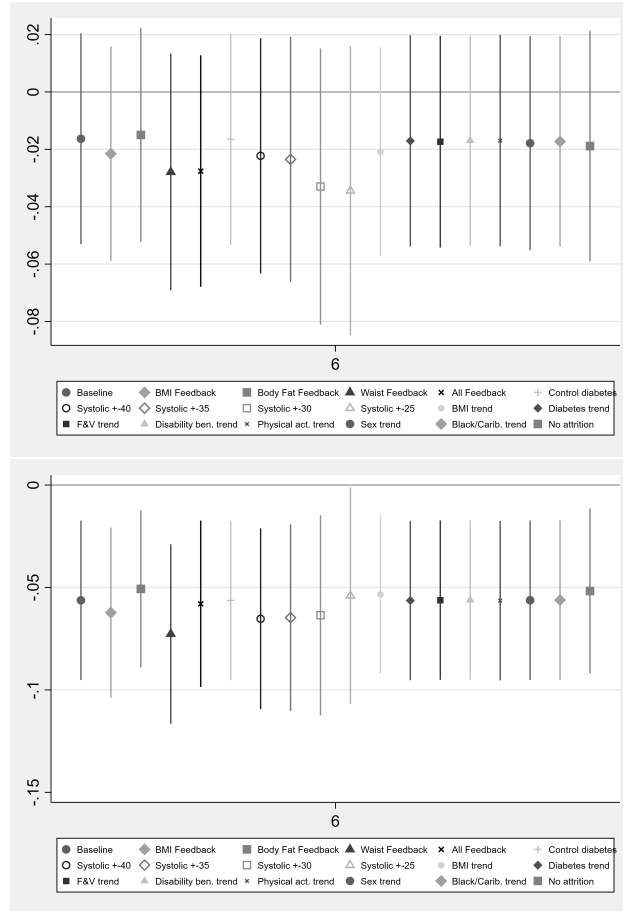 .02
0
-.02
-.04
-.06
-.08
6
Baseline BMI Feedback Body Fat Feedback Waist Feedback All Feedback Control diabetes
Systolic +-40 Systolic +-35 Systolic +-30 Systolic +-25 BMI trend Diabetes trend
F&V trend Disability ben. trend Physical act. trend Sex trend Black/Carib. trend No attrition
0
-.05
-.1
-.15
6
Baseline BMI Feedback Body Fat Feedback Waist Feedback All Feedback Control diabetes
Systolic +-40 Systolic +-35 Systolic +-30 Systolic +-25 BMI trend Diabetes trend
F&V trend Disability ben. trend Physical act. trend Sex trend Black/Carib. trend No attrition